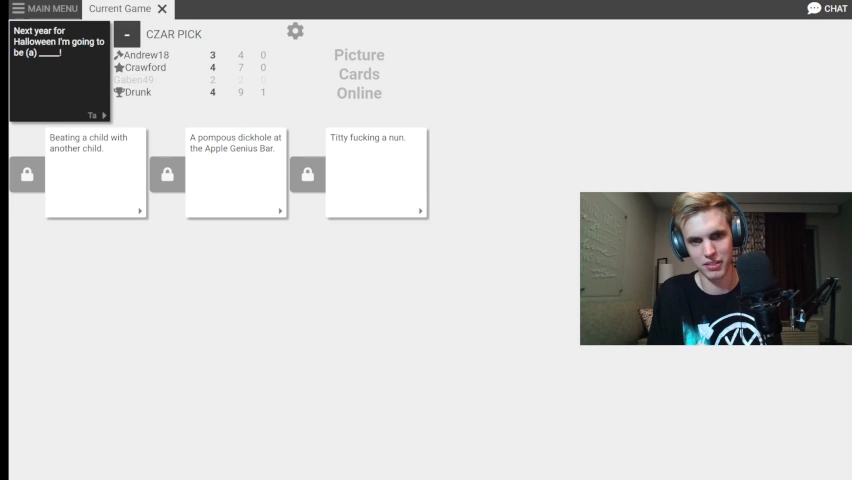 MAIN MENU
Current Game
CHAT
Next year for
Halloween I'm going to
be (a) _____!
Ta
-
CZAR PICK
Andrew18 3 4 0
Crawford 4 7 0
Gaben49 2 2 0
Drunk 4 9 1
Picture
Cards
Online
Beating a child with
another child.
A pompous dickhole at
the Apple Genius Bar.
Titty fucking a nun.